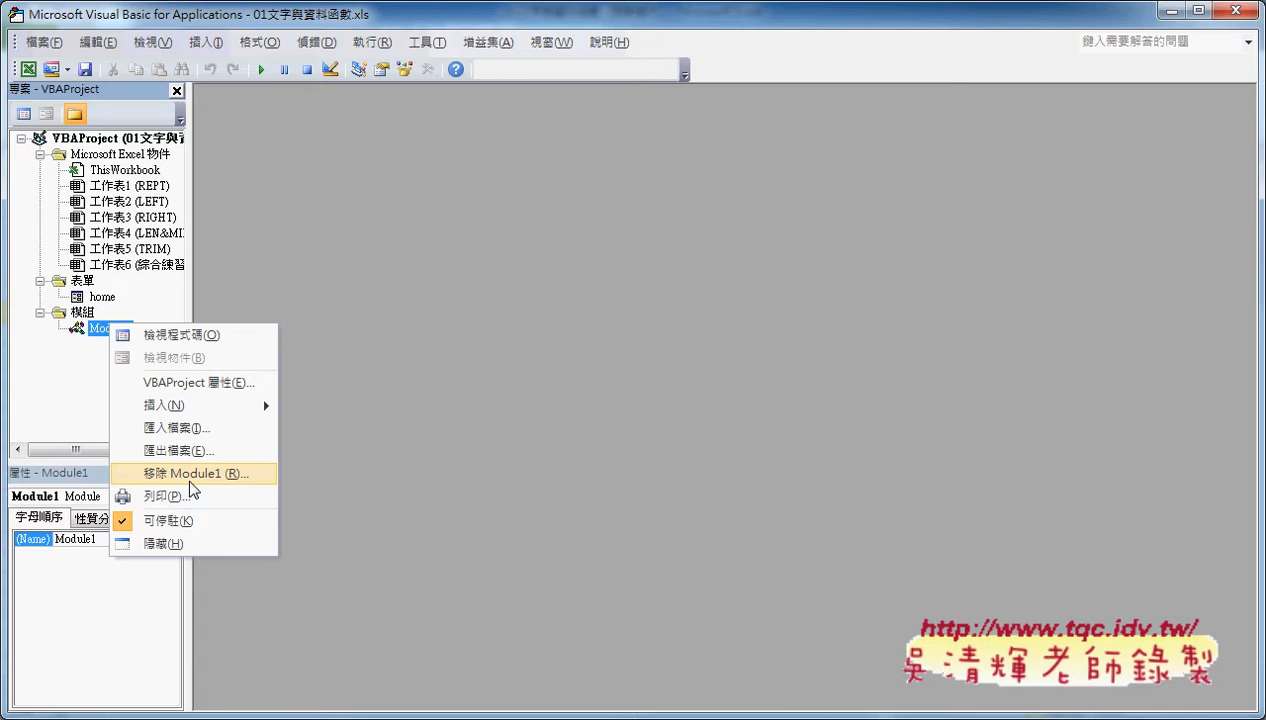 Microsoft Visual Basic for Applications - 01文字與資料函數.xls
檔案(F) 編輯(E) 檢視(V) 插入(I) 格式(O) 偵錯(D) 執行(R) 工具(T) 增益集(A) 視窗(W) 說明(H) 鍵入需要解答的問題
專案 - VBAProject
VBAProject (01文字與
Microsoft Excel 物件
ThisWorkbook
工作表1 (REPT)
工作表2 (LEFT)
工作表3 (RIGHT)
工作表4 (LEN&MI
工作表5 (TRIM)
工作表6 (綜合練習
表單
home
模組
檢視程式碼(O)
檢視物件(B)
VBAProject 屬性(E)...
插入(N)
匯入檔案(I)...
匯出檔案(E)...
移除 Module1 (R)...
列印(P)...
可停駐(K)
隱藏(H)
屬性 - Module1
Module1 Module
字母順序 性質分
(Name) Module1
http://www.tqc.idv.tw/
吳清輝老師錄製